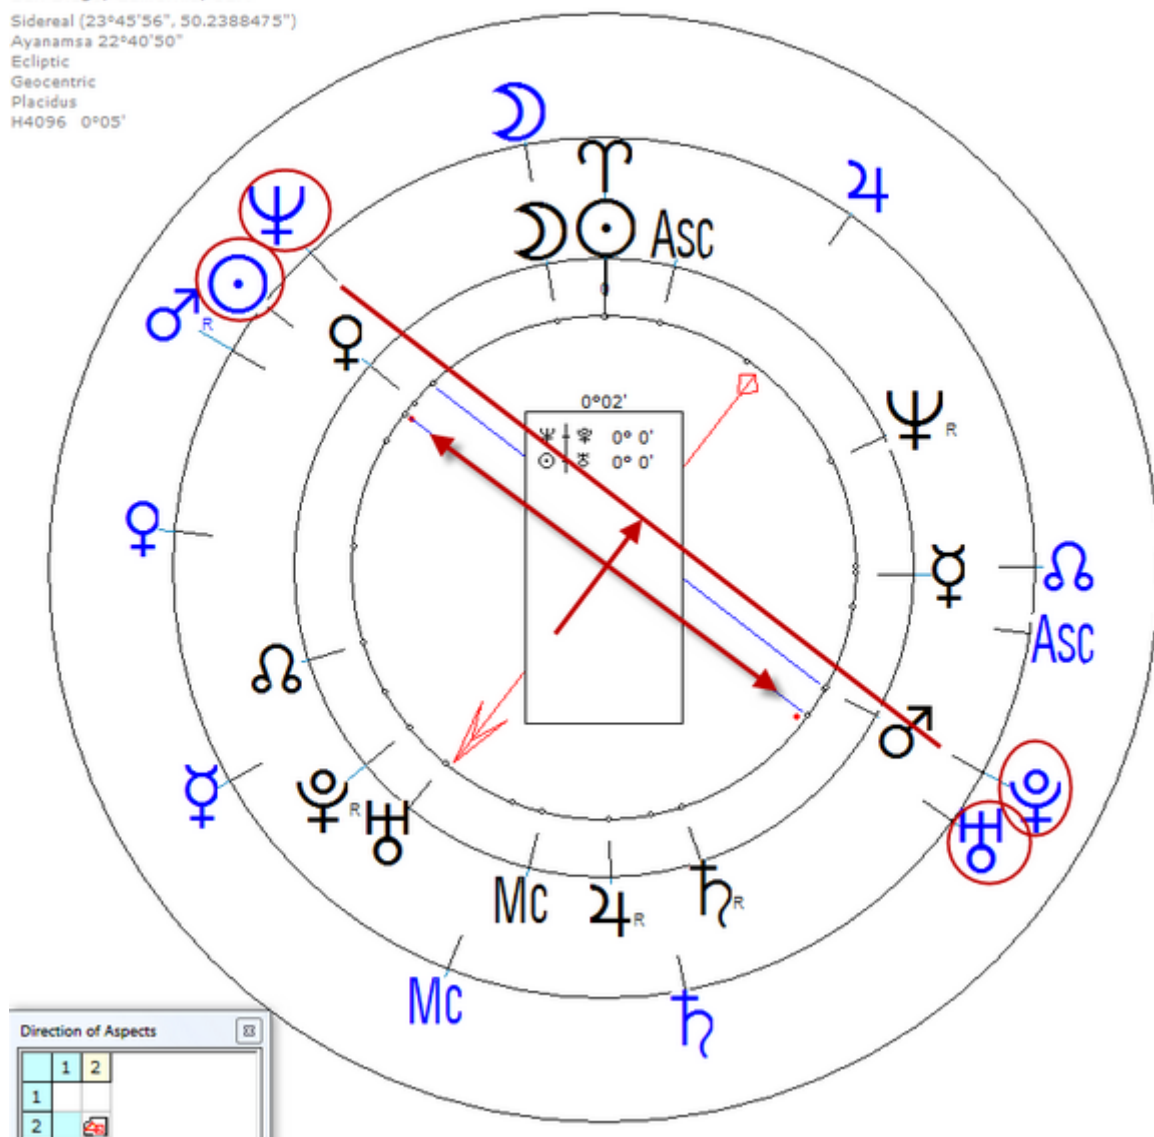 Sidereal (23°45'56", 50.2388475")
Ayanamsa 22°40'50"
Ecliptic
Geocentric
Placidus
H4096 0°05'
Asc
R
0
0°02'
R
0° 0'
0° 0'
Asc
R
Mc
R
R
Mc
Direction of Aspects
1 2
1
2